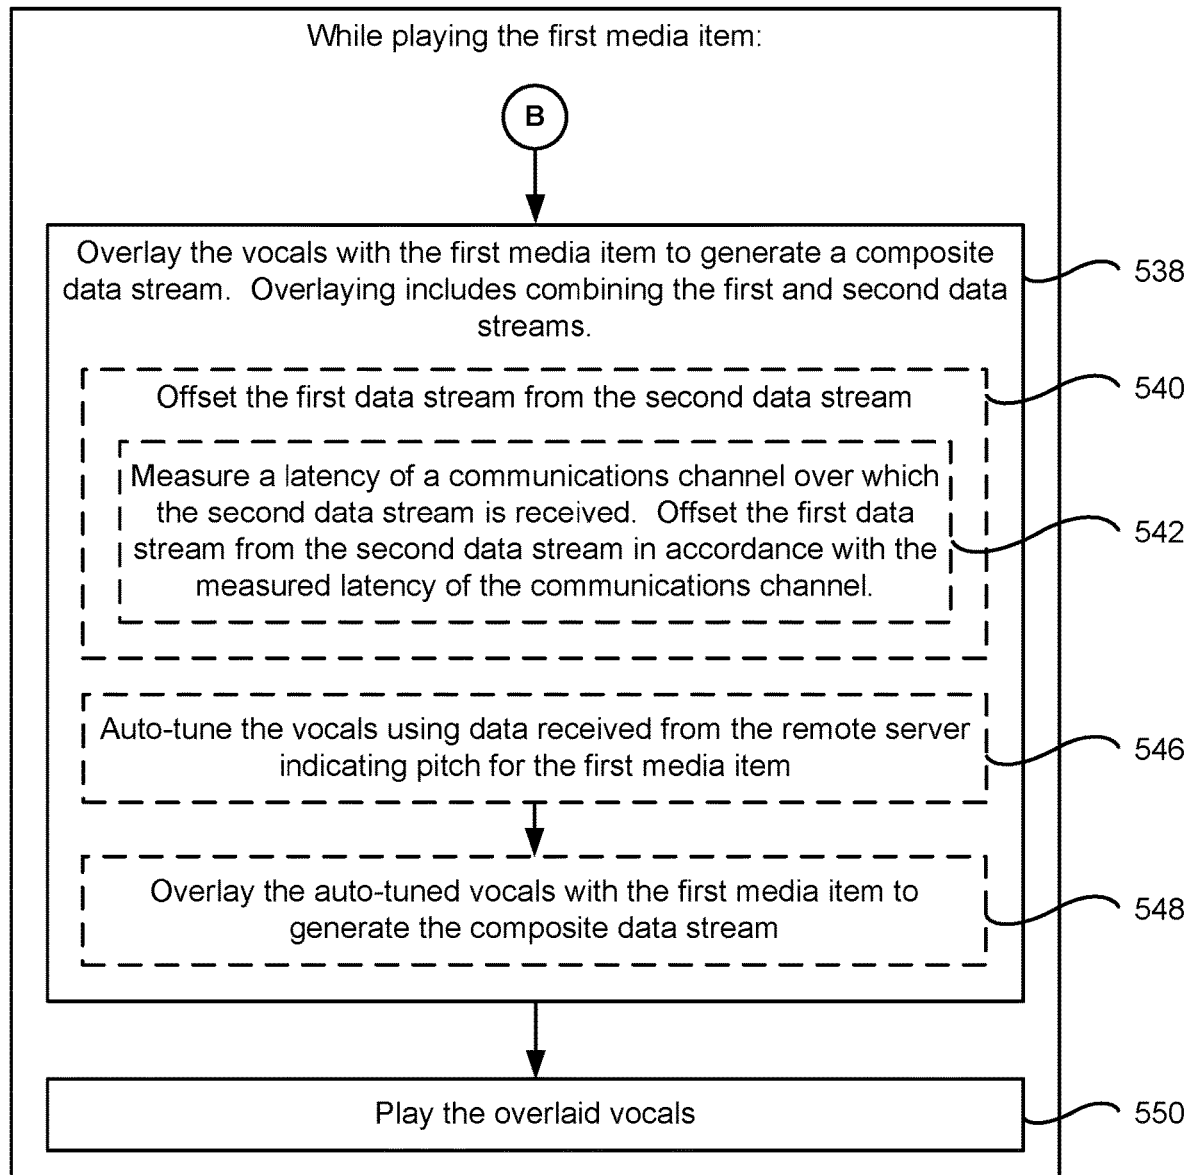 While playing the first media item:
B
Overlay the vocals with the first media item to generate a composite
data stream.  Overlaying includes combining the first and second data
streams.
538
Offset the first data stream from the second data stream
540
Measure a latency of a communications channel over which
the second data stream is received.  Offset the first data
stream from the second data stream in accordance with the
measured latency of the communications channel.
542
Auto-tune the vocals using data received from the remote server
indicating pitch for the first media item
546
Overlay the auto-tuned vocals with the first media item to
generate the composite data stream
548
Play the overlaid vocals
550